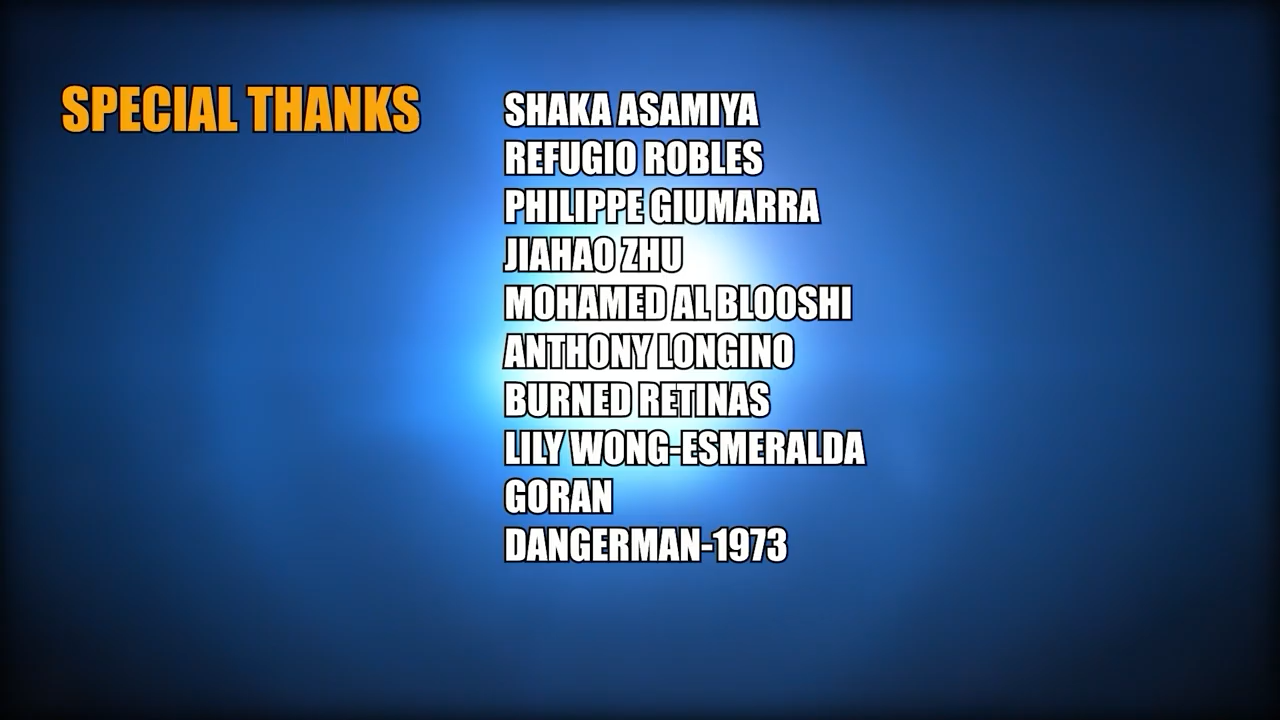 SPECIAL THANKS
SHAKA ASAMIYA
REFUGIO ROBLES
PHILIPPE GIUMARRA
JIAHAO ZHU
MOHAMED AL BLOOSHI
ANTHONY LONGINO
BURNED RETINAS
LILY WONG-ESMERALDA
GORAN
DANGERMAN-1973